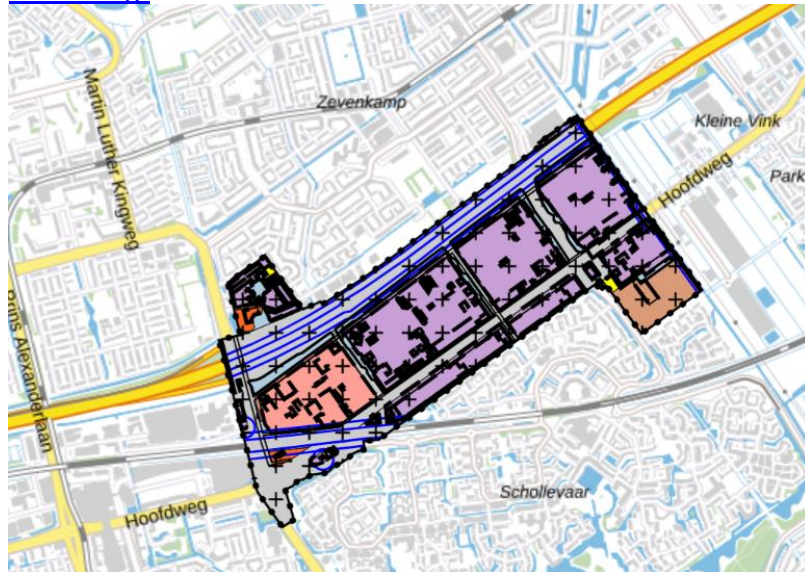 Zevenkamp
Martin Luther Kingweg
Kleine Vink
Hoofdweg
Park
Prins Alexanderlaan
Schollevaar
Hoofdweg